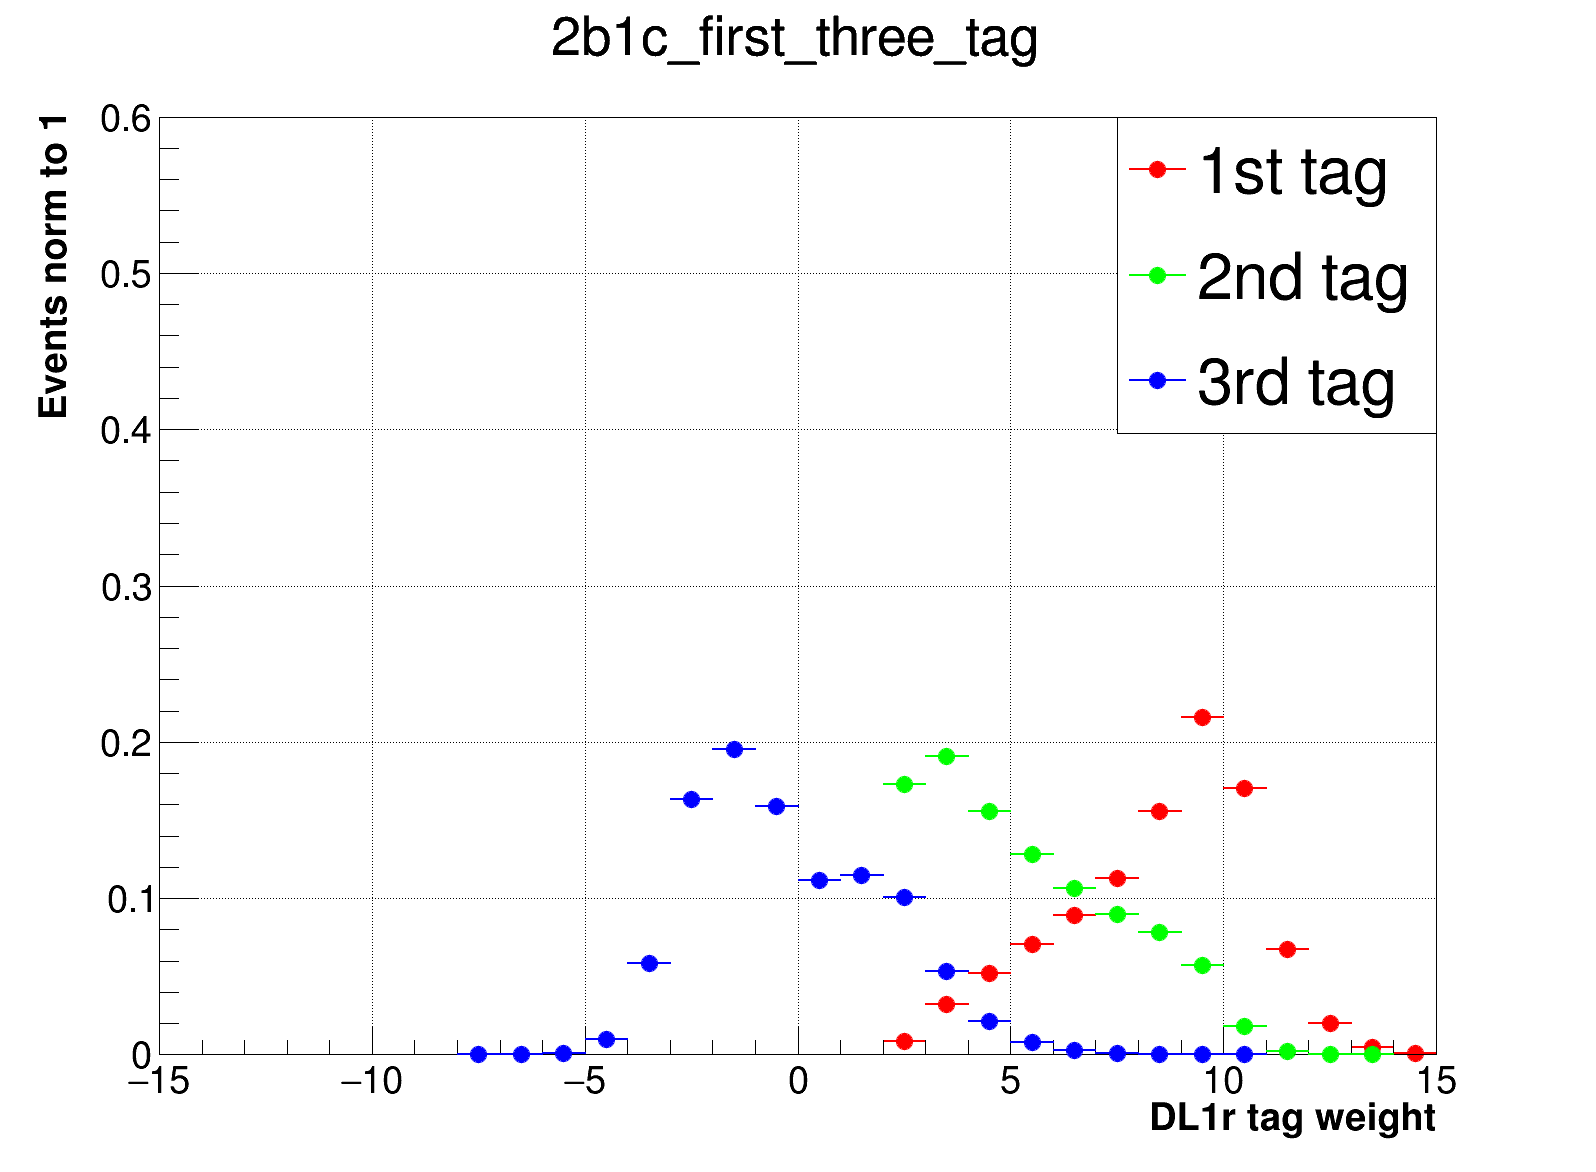 2b1c_first_three_tag
Events norm to 1
0.6
0.5
0.4
0.3
0.2
0.1
0
1st tag
2nd tag
3rd tag
−15 −10 −5 0 5 10 15
DL1r tag weight